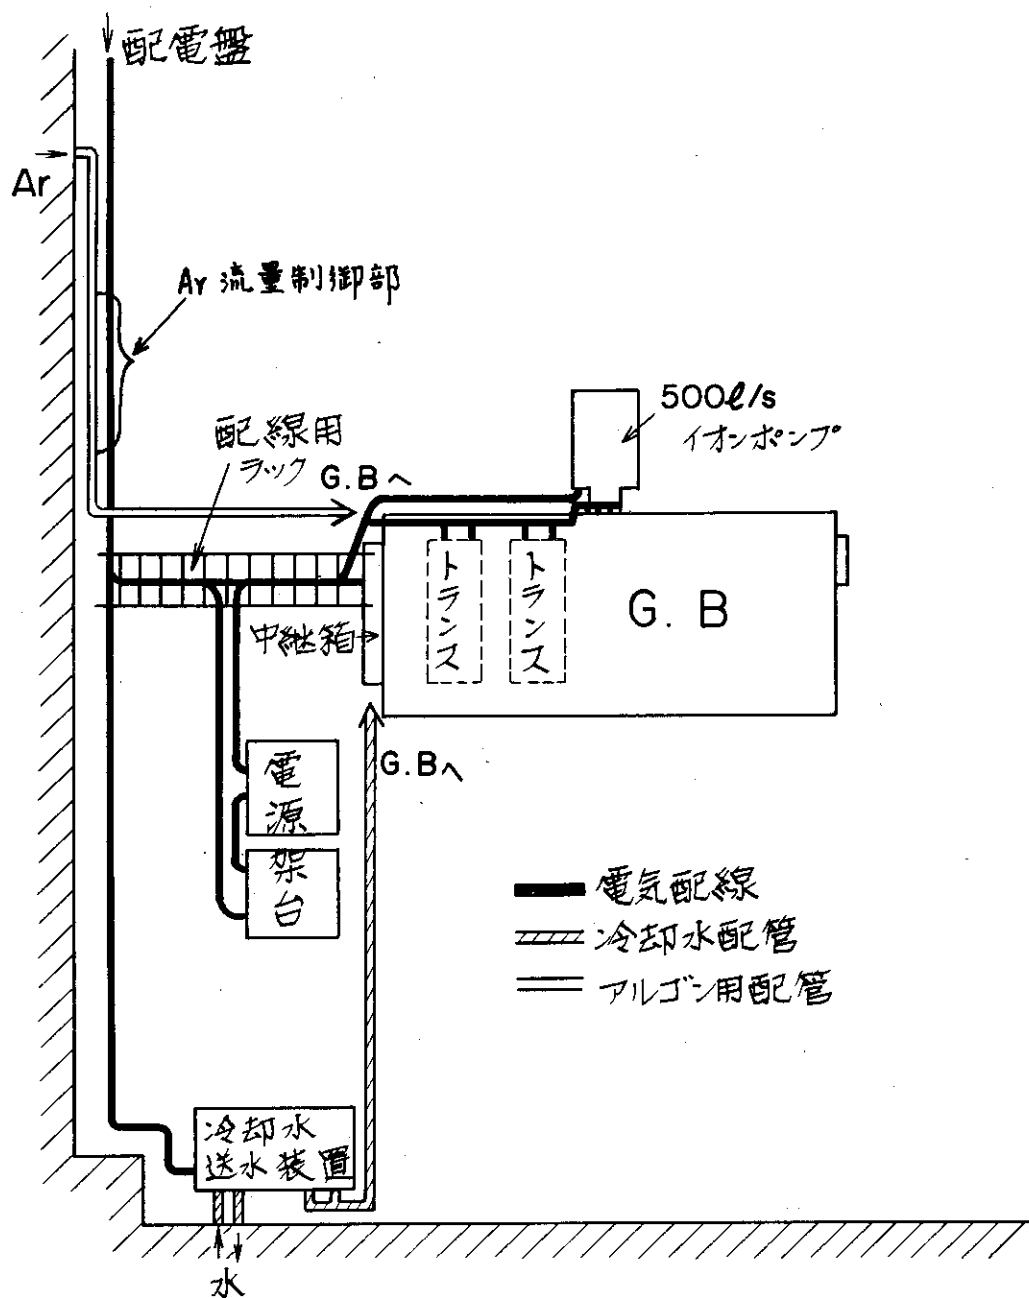 配電盤
Ar
Ar 流量制御部
500ℓ/s
イオンポンプ
配線用
ラック
G.Bへ
トランス
トランス
G.B
中継箱
G.Bへ
電源
架台
電気配線
冷却水配管
アルゴン用配管
冷却水
送水装置
水